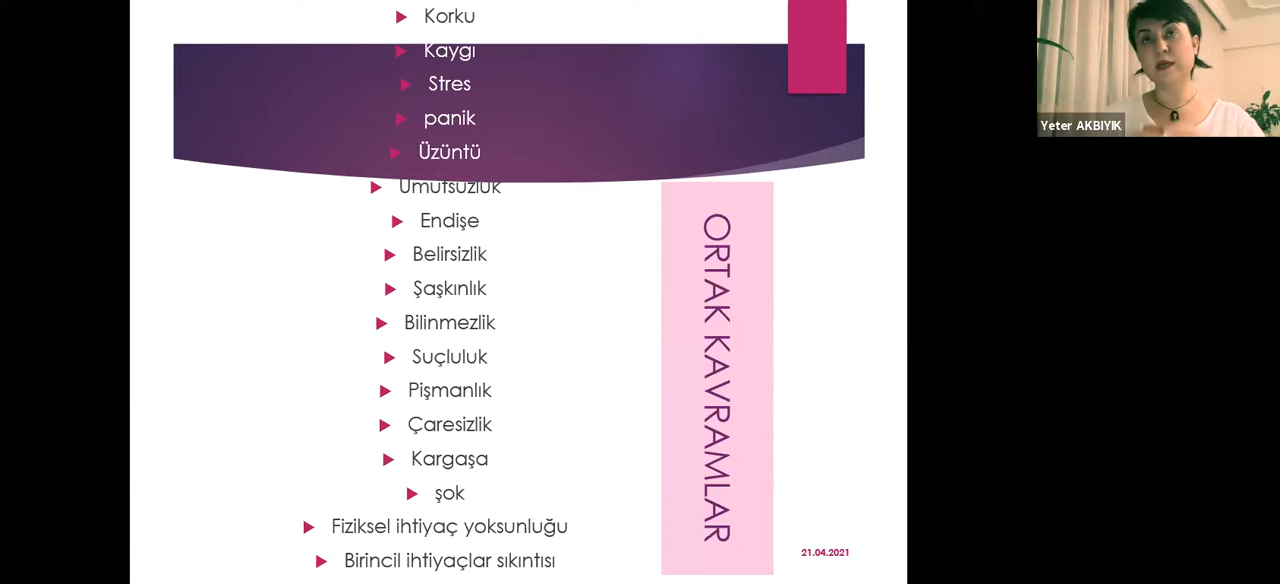 Korku
Kaygı
Stres
panik
Üzüntü
Umutsuzluk
Endişe
Belirsizlik
Şaşkınlık
Bilinmezlik
Suçluluk
Pişmanlık
Çaresizlik
Kargaşa
şok
Fiziksel ihtiyaç yoksunluğu
Birincil ihtiyaçlar sıkıntısı
ORTAK KAVRAMLAR
21.04.2021
Yeter AKBIYIK